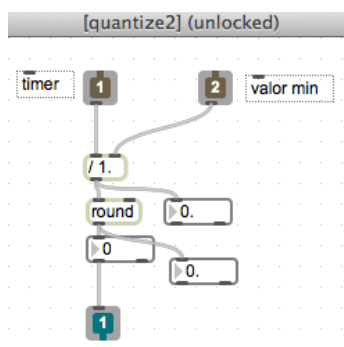 [quantize2] (unlocked)
timer
1
2
valor min
/ 1.
round
0.
0
0.
1